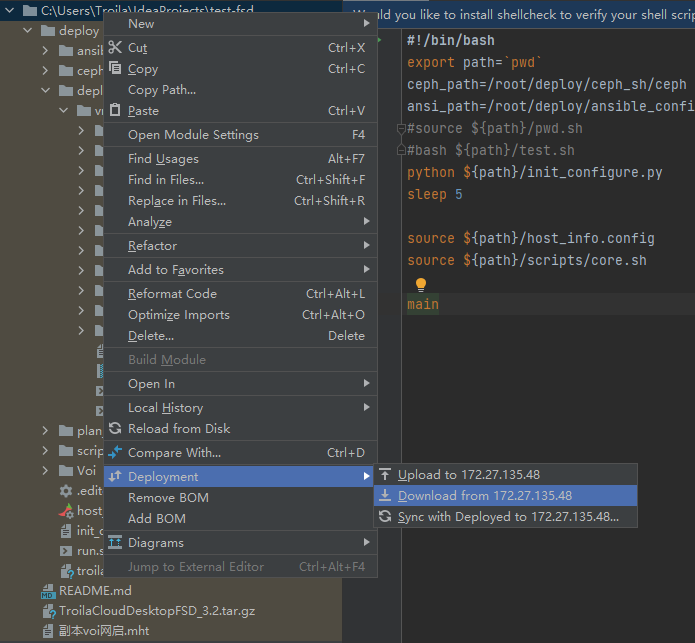 C:\Users\Troila\IdeaProjects\test-fsd
would you like to install shellcheck to verify your shell scrip
deploy
ansib
ceph
depl
vn
New
Cut Ctrl+X
Copy Ctrl+C
Copy Path...
Paste Ctrl+V
Open Module Settings F4
Find Usages Alt+F7
Find in Files... Ctrl+Shift+F
Replace in Files... Ctrl+Shift+R
Analyze
Refactor
Add to Favorites
Reformat Code Ctrl+Alt+L
Optimize Imports Ctrl+Alt+O
Delete... Delete
Build Module
Open In
Local History
Reload from Disk
Compare With... Ctrl+D
Deployment
Remove BOM
Add BOM
Diagrams
Jump to External Editor Ctrl+Alt+F4
Upload to 172.27.135.48
Download from 172.27.135.48
Sync with Deployed to 172.27.135.48...
#!/bin/bash
export path=`pwd`
ceph_path=/root/deploy/ceph_sh/ceph
ansi_path=/root/deploy/ansible_confi
#source ${path}/pwd.sh
#bash ${path}/test.sh
python ${path}/init_configure.py
sleep 5
source ${path}/host_info.config
source ${path}/scripts/core.sh
main
plan_
scrip
Voi
.edit
host_
init_c
run.s
troila
README.md
TroilaCloudDesktopFSD_3.2.tar.gz
副本voi网启.mht